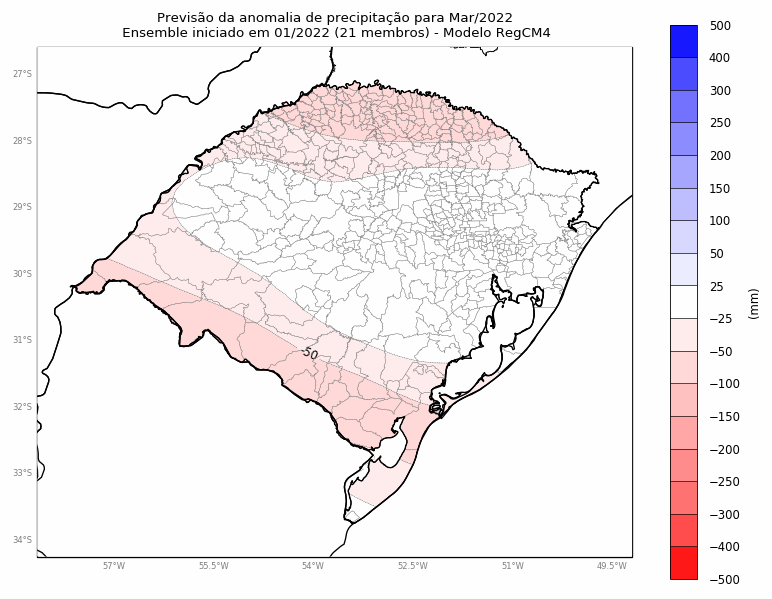 Previsão da anomalia de precipitação para Mar/2022
Ensemble iniciado em 01/2022 (21 membros) - Modelo RegCM4
27°S
28°S
29°S
30°S
31°S
32°S
33°S
34°S
57°W 55.5°W 54°W 52.5°W 51°W 49.5°W
-50
500
400
300
250
200
150
100
50
25
−25
−50
−100
−150
−200
−250
−300
−400
−500
(mm)